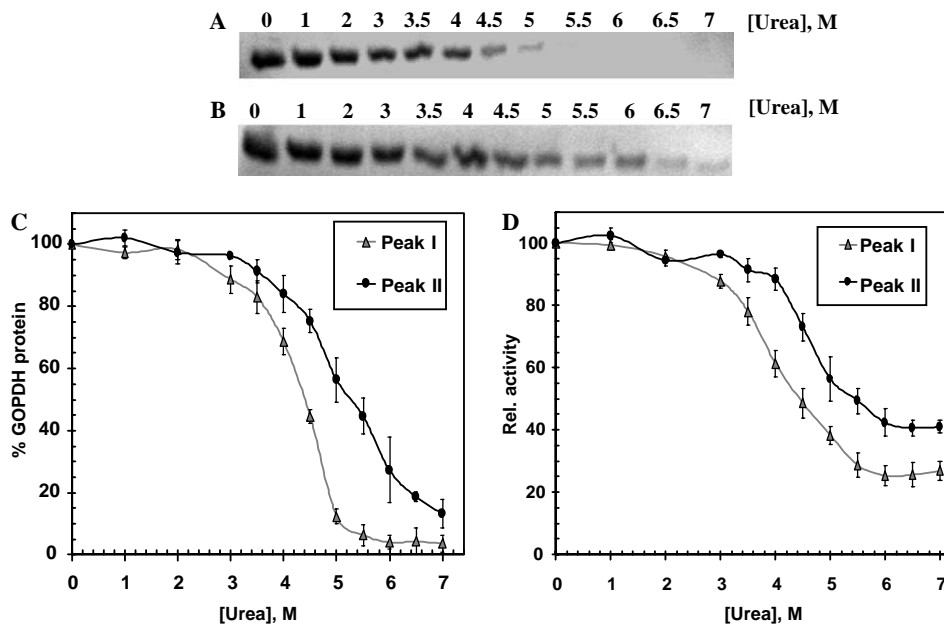 A 0 1 2 3 3.5 4 4.5 5 5.5 6 6.5 7 [Urea], M
B 0 1 2 3 3.5 4 4.5 5 5.5 6 6.5 7 [Urea], M
C
Peak I
Peak II
% GOPDH protein
100
80
60
40
20
0
0 1 2 3 4 5 6 7
[Urea], M
D
Peak I
Peak II
Rel. activity
100
80
60
40
20
0
0 1 2 3 4 5 6 7
[Urea], M